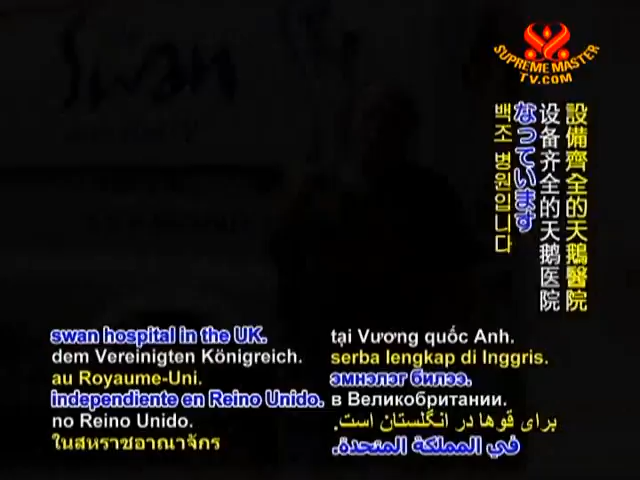 Swan
SUPREME MASTER
TV.COM
設備齊全的天鵝醫院
设备齐全的天鹅医院
なっています
백조 병원입니다
swan hospital in the UK.
dem Vereinigten Königreich.
au Royaume-Uni.
independiente en Reino Unido.
no Reino Unido.
ในสหราชอาณาจักร
tại Vương quốc Anh.
serba lengkap di Inggris.
эмнэлэг билээ.
в Великобритании.
برای قوها در انگلستان است.
في المملكة المتحدة.